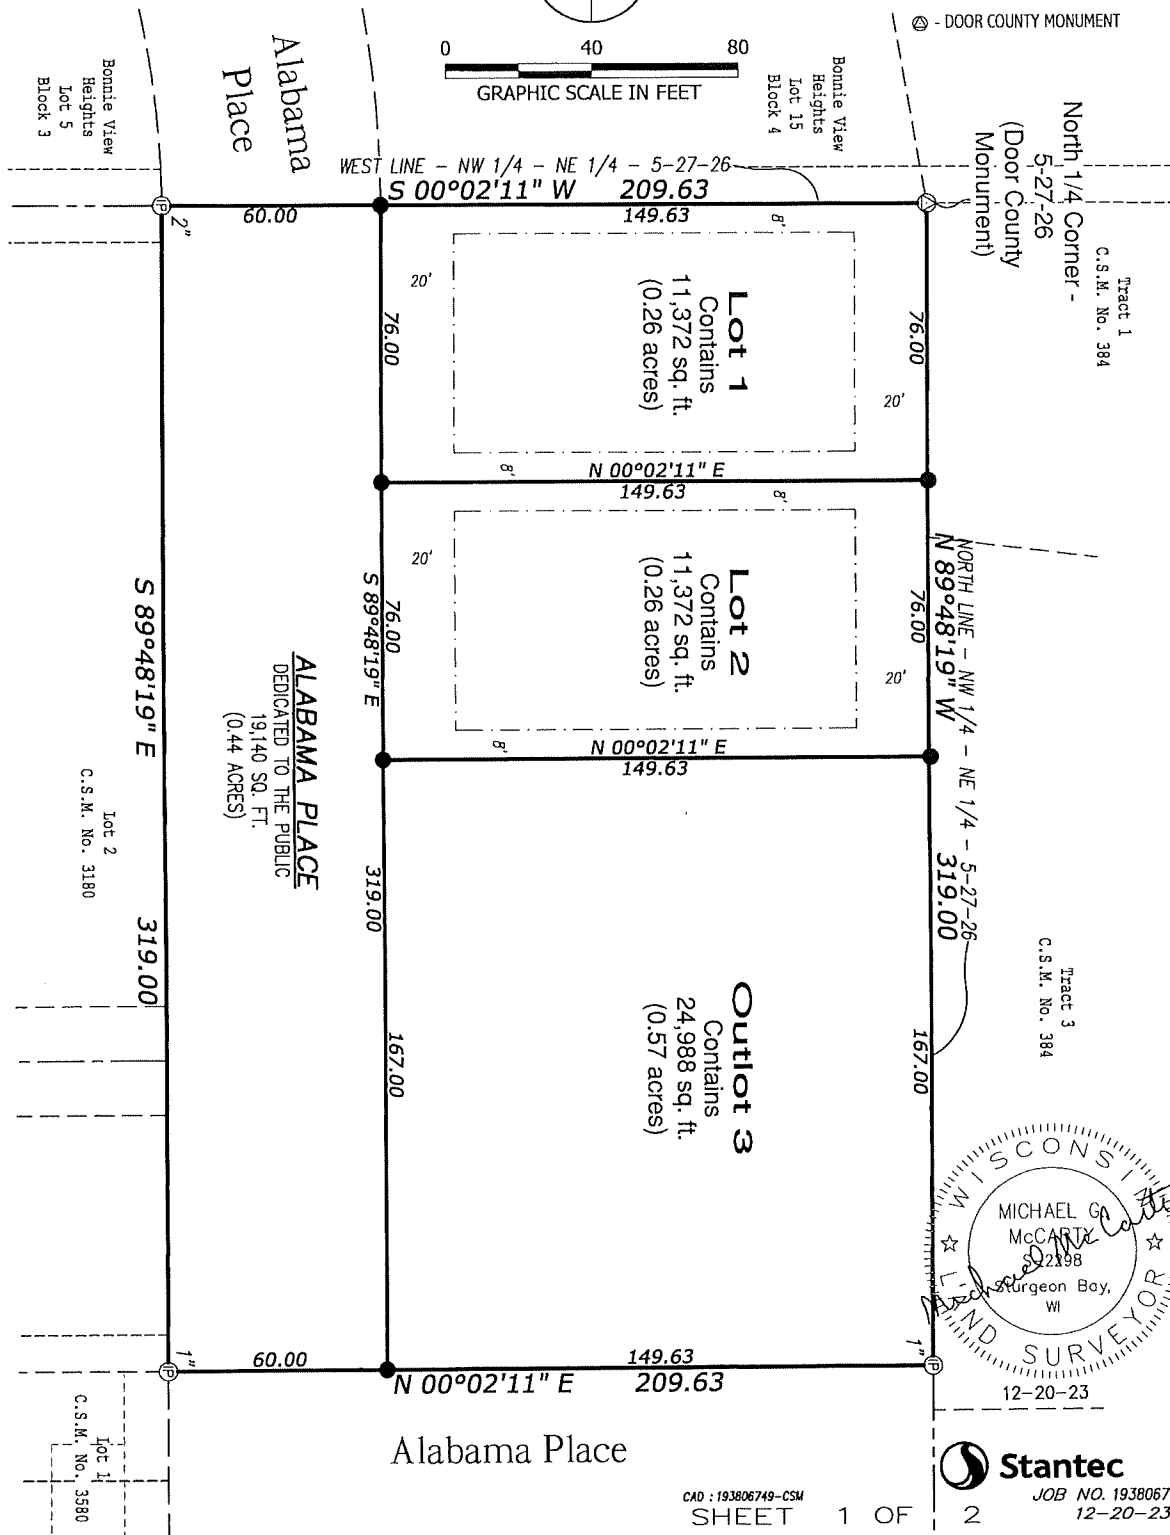 - DOOR COUNTY MONUMENT
0 40 80
GRAPHIC SCALE IN FEET
Alabama
Place
Bonnie View
Heights
Lot 5
Block 3
Bonnie View
Heights
Lot 15
Block 4
North 1/4 Corner -
5-27-26
(Door County
Monument)
Tract 1
C.S.M. No. 384
WEST LINE - NW 1/4 - NE 1/4 - 5-27-26
S 00°02'11" W 209.63
60.00
149.63
IP
2"
8'
20'
76.00
Lot 1
Contains
11,372 sq. ft.
(0.26 acres)
76.00
20'
8'
N 00°02'11" E
149.63
8'
20'
76.00
S 89°48'19" E
Lot 2
Contains
11,372 sq. ft.
(0.26 acres)
76.00
20'
8'
N 00°02'11" E
149.63
NORTH LINE - NW 1/4 - NE 1/4 - 5-27-26
N 89°48'19" W 319.00
S 89°48'19" E 319.00
ALABAMA PLACE
DEDICATED TO THE PUBLIC
19,140 SQ. FT.
(0.44 ACRES)
Lot 2
C.S.M. No. 3180
319.00
167.00
Outlot 3
Contains
24,988 sq. ft.
(0.57 acres)
167.00
Tract 3
C.S.M. No. 384
WISCONSIN
MICHAEL G.
McCARTY
S-2298
Sturgeon Bay,
WI
LAND SURVEYOR
Michael McCarty
12-20-23
IP
1"
60.00
149.63
1"
IP
N 00°02'11" E 209.63
Lot 1
C.S.M. No. 3580
Alabama Place
Stantec
CAD : 193806749-CSM
JOB NO. 1938067
SHEET 1 OF 2
12-20-23